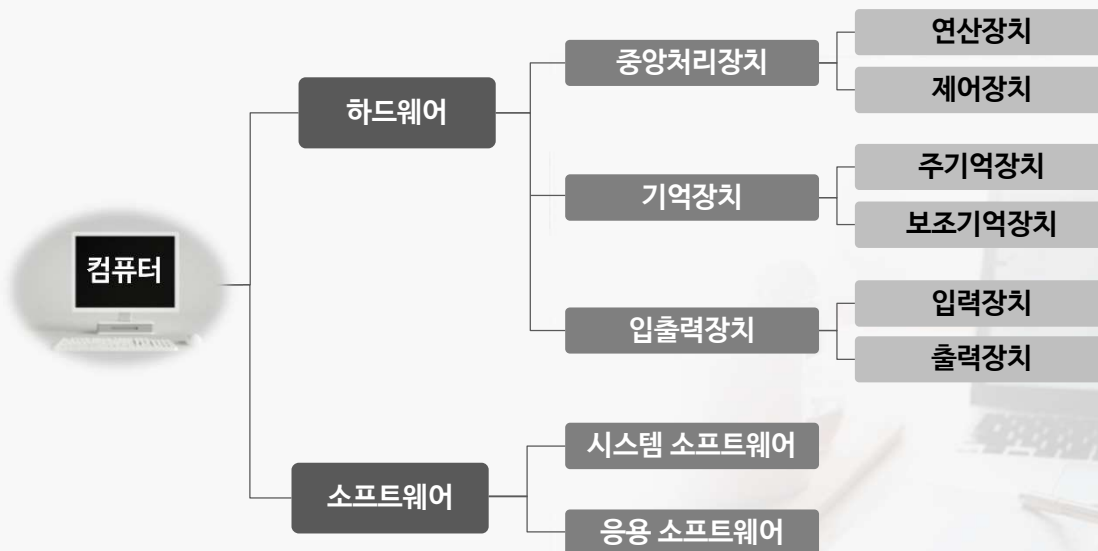 컴퓨터
하드웨어
중앙처리장치
연산장치
제어장치
기억장치
주기억장치
보조기억장치
입출력장치
입력장치
출력장치
소프트웨어
시스템 소프트웨어
응용 소프트웨어